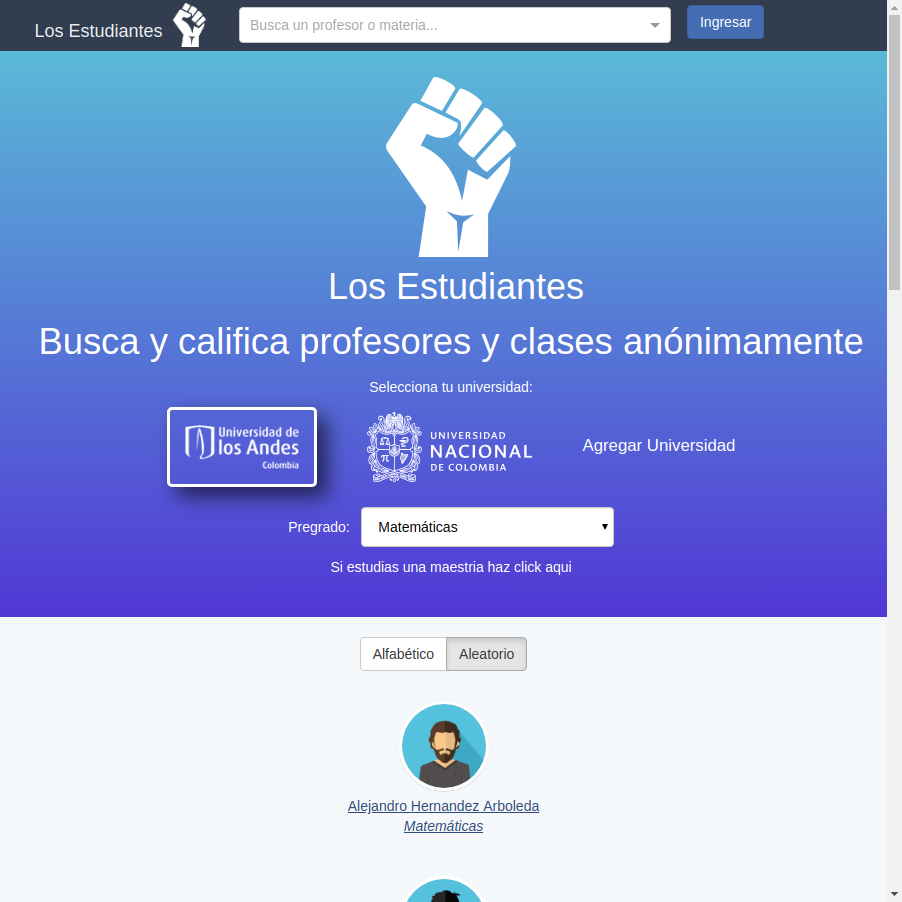 Los Estudiantes
Busca un profesor o materia...
Ingresar
Los Estudiantes
Busca y califica profesores y clases anónimamente
Selecciona tu universidad:
Universidad de
los Andes
Colombia
UNIVERSIDAD
NACIONAL
DE COLOMBIA
Agregar Universidad
Pregrado:
Matemáticas
Si estudias una maestria haz click aqui
Alfabético
Aleatorio
Alejandro Hernandez Arboleda
Matemáticas